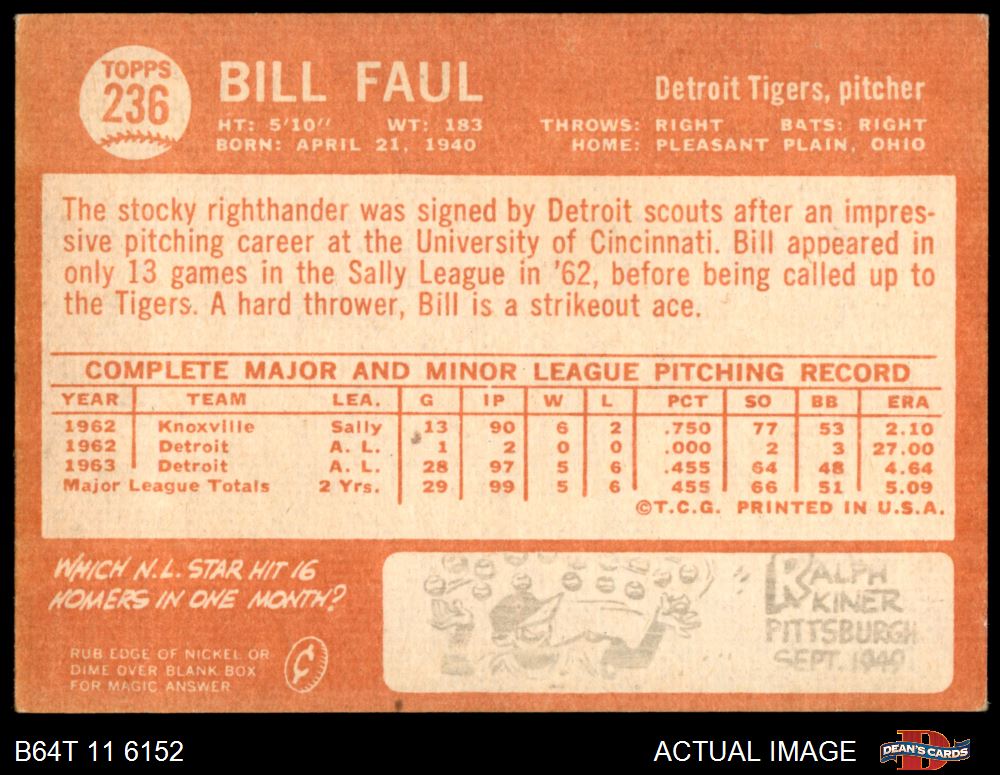 TOPPS
236
BILL FAUL
Detroit Tigers, pitcher
HT: 5'10" WT: 183 THROWS: RIGHT BATS: RIGHT
BORN: APRIL 21, 1940 HOME: PLEASANT PLAIN, OHIO
The stocky righthander was signed by Detroit scouts after an impres-
sive pitching career at the University of Cincinnati. Bill appeared in
only 13 games in the Sally League in '62, before being called up to
the Tigers. A hard thrower, Bill is a strikeout ace.
COMPLETE MAJOR AND MINOR LEAGUE PITCHING RECORD
YEAR TEAM LEA. G IP W L PCT SO BB ERA
1962 Knoxville Sally 13 90 6 2 .750 77 53 2.10
1962 Detroit A. L. 1 2 0 0 .000 2 3 27.00
1963 Detroit A. L. 28 97 5 6 .455 64 48 4.64
Major League Totals 2 Yrs. 29 99 5 6 455 66 51 5.09
©T.C.G. PRINTED IN U.S.A.
WHICH N.L. STAR HIT 16
HOMERS IN ONE MONTH?
RUB EDGE OF NICKEL OR
DIME OVER BLANK BOX
FOR MAGIC ANSWER
¢
RALPH
KINER
PITTSBURGH
SEPT. 1949
B64T 11 6152
ACTUAL IMAGE
D
DEAN'S CARDS